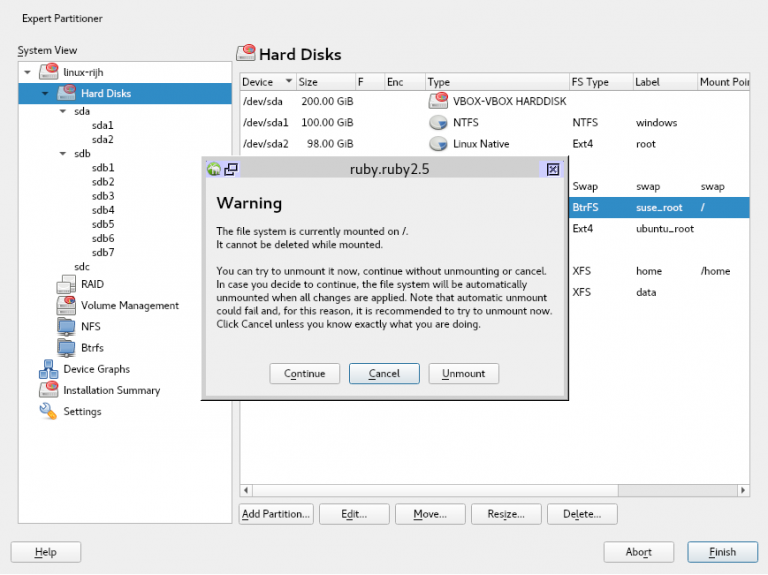 Expert Partitioner
System View
linux-rijh
Hard Disks
sda
sda1
sda2
sdb
sdb1
sdb2
sdb3
sdb4
sdb5
sdb6
sdb7
sdc
RAID
Volume Management
NFS
Btrfs
Device Graphs
Installation Summary
Settings
Hard Disks
Device Size F Enc Type FS Type Label Mount Poin
/dev/sda 200.00 GiB VBOX-VBOX HARDDISK
/dev/sda1 100.00 GiB NTFS NTFS windows
/dev/sda2 98.00 GiB Linux Native Ext4 root
Swap swap swap
BtrFS suse_root /
Ext4 ubuntu_root
XFS home /home
XFS data
ruby.ruby2.5
Warning
The file system is currently mounted on /.
It cannot be deleted while mounted.
You can try to unmount it now, continue without unmounting or cancel.
In case you decide to continue, the file system will be automatically
unmounted when all changes are applied. Note that automatic unmount
could fail and, for this reason, it is recommended to try to unmount now.
Click Cancel unless you know exactly what you are doing.
Continue Cancel Unmount
Add Partition... Edit... Move... Resize... Delete...
Help Abort Finish